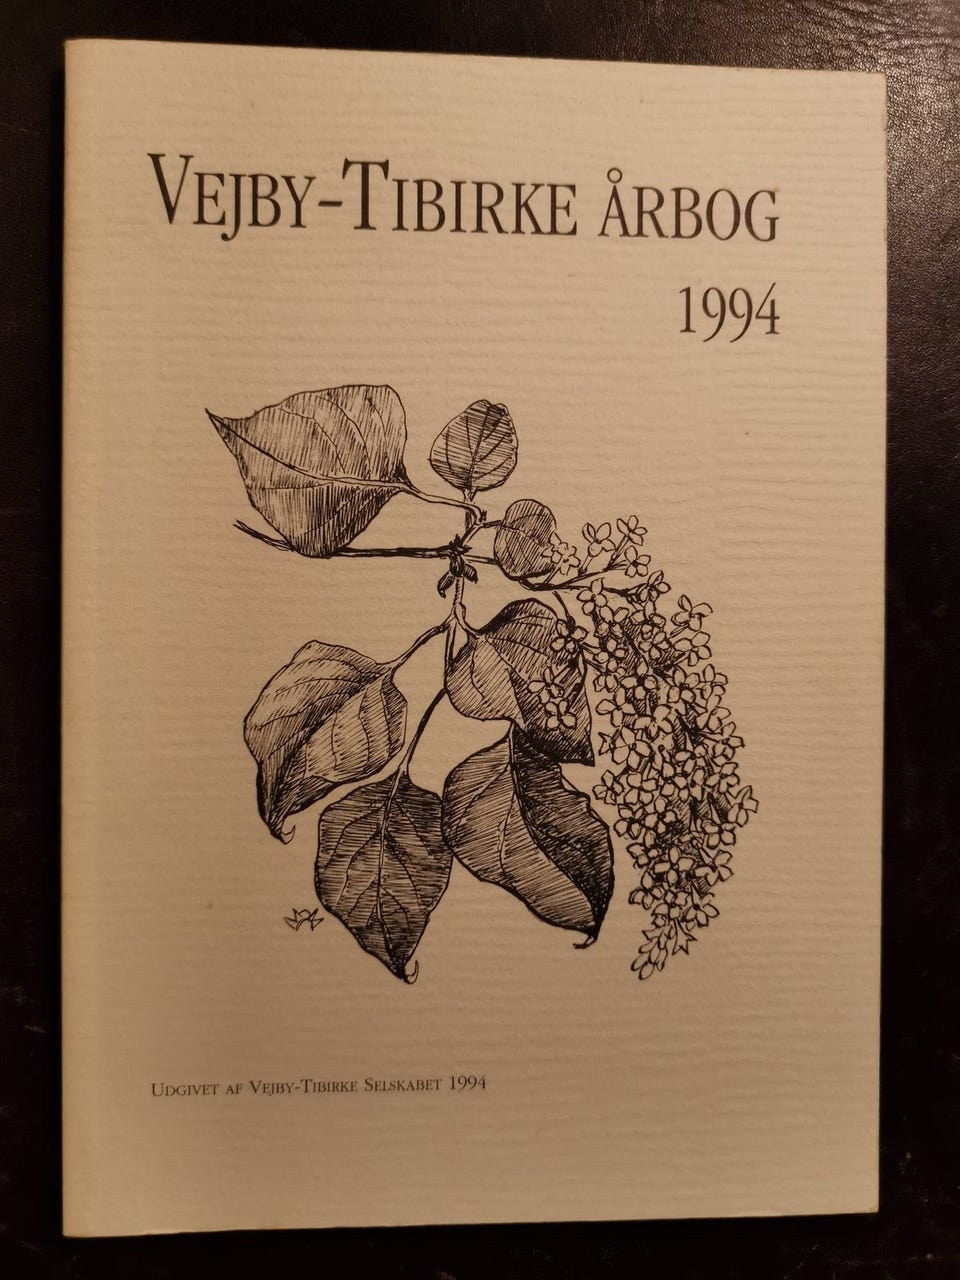 VEJBY-TIBIRKE ÅRBOG
1994
UDGIVET AF VEJBY-TIBIRKE SELSKABET 1994